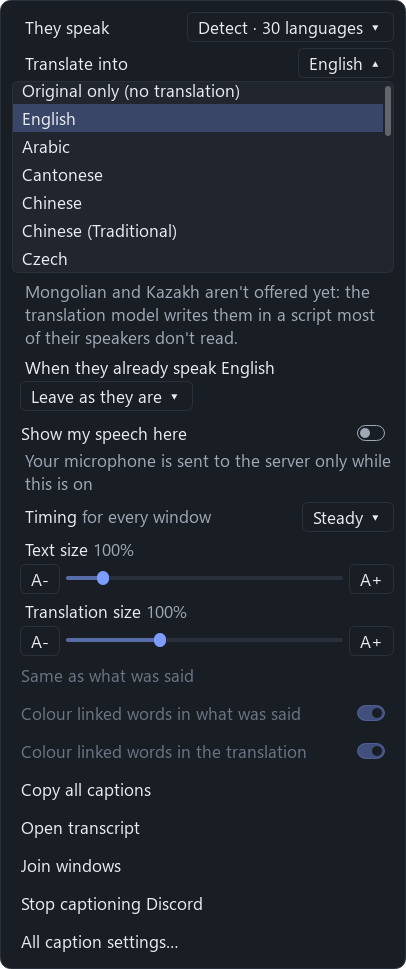 They speak
Detect · 30 languages ▼
Translate into
English ▲
Original only (no translation)
English
Arabic
Cantonese
Chinese
Chinese (Traditional)
Czech
Mongolian and Kazakh aren't offered yet: the
translation model writes them in a script most
of their speakers don't read.
When they already speak English
Leave as they are ▼
Show my speech here
Your microphone is sent to the server only while
this is on
Timing for every window
Steady ▼
Text size 100%
A-
A+
Translation size 100%
A-
A+
Same as what was said
Colour linked words in what was said
Colour linked words in the translation
Copy all captions
Open transcript
Join windows
Stop captioning Discord
All caption settings...